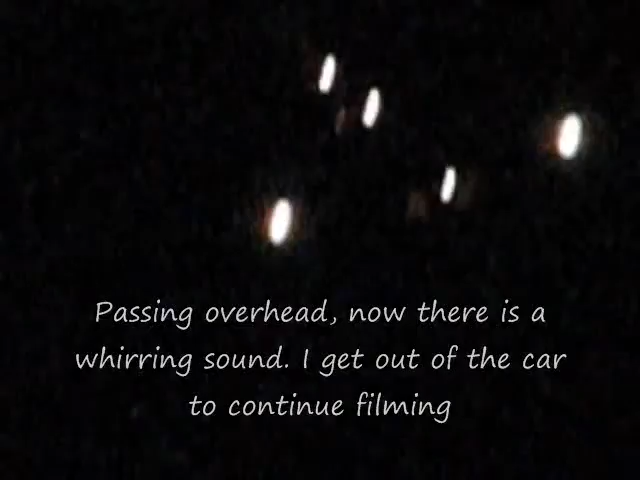 Passing overhead, now there is a
whirring sound. I get out of the car
to continue filming